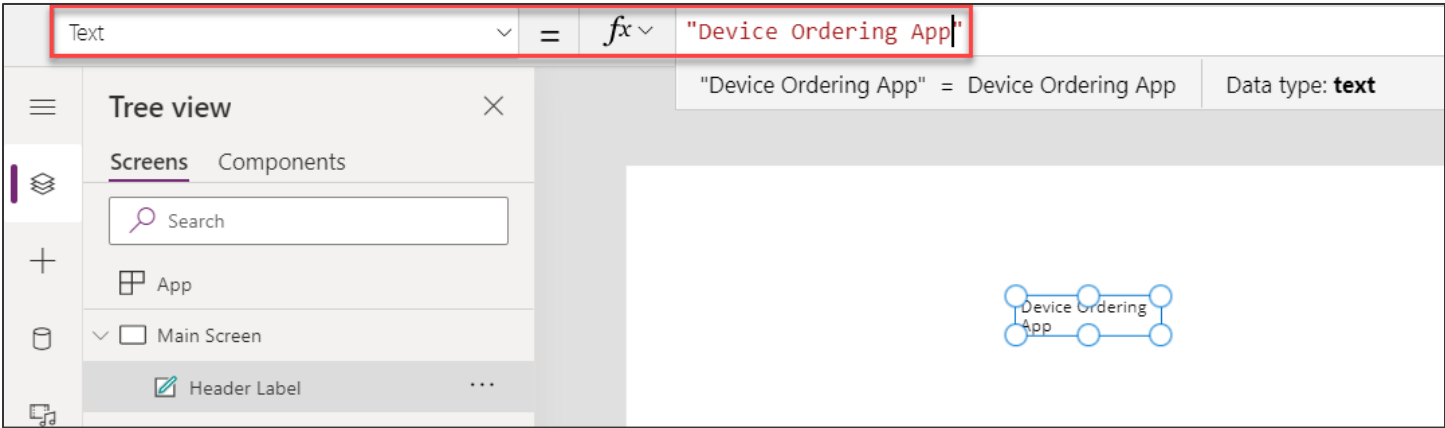 Text = fx "Device Ordering App"
"Device Ordering App" = Device Ordering App Data type: text
Tree view
Screens Components
Search
App
Main Screen
Header Label ...
Device Ordering
App